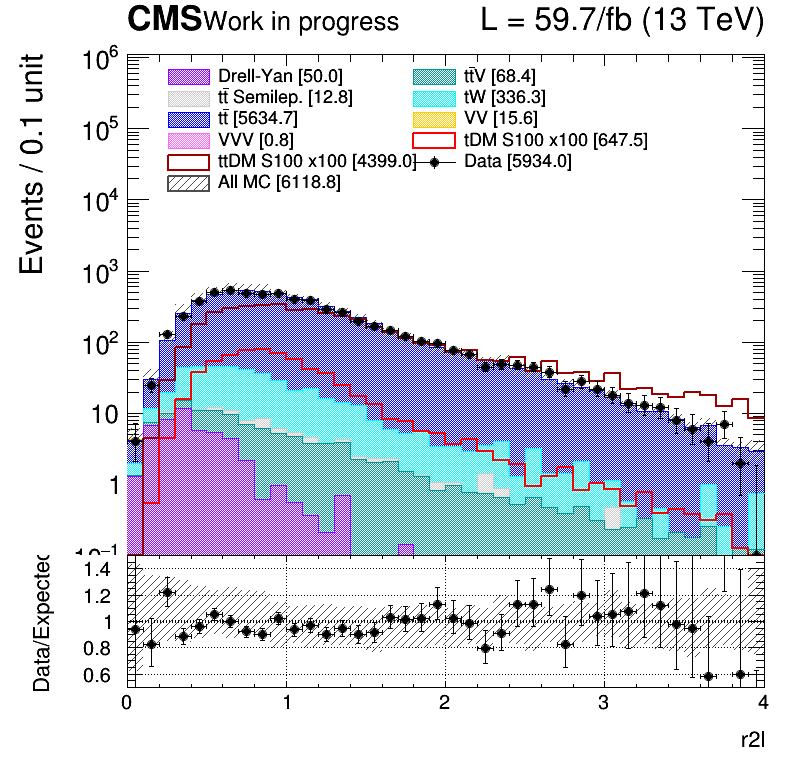 CMS Work in progress L = 59.7/fb (13 TeV)
Events / 0.1 unit
10⁶
10⁵
10⁴
10³
10²
10
1
10⁻¹
Drell-Yan [50.0]
tt̄V [68.4]
tt̄ Semilep. [12.8]
tW [336.3]
tt̄ [5634.7]
VV [15.6]
VVV [0.8]
tDM S100 x100 [647.5]
ttDM S100 x100 [4399.0]
Data [5934.0]
All MC [6118.8]
Data/Expected
1.4
1.2
1
0.8
0.6
0 1 2 3 4
r2l